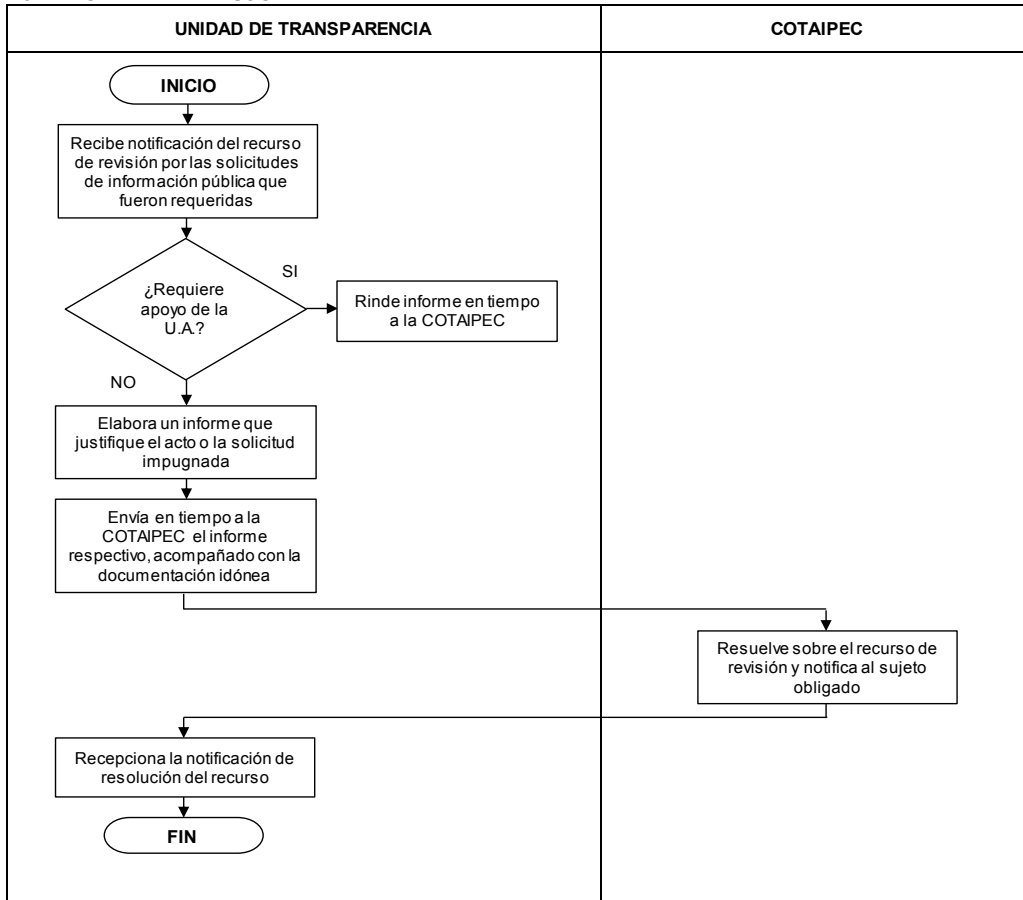 UNIDAD DE TRANSPARENCIA
COTAIPEC
INICIO
Recibe notificación del recurso
de revisión por las solicitudes
de información pública que
fueron requeridas
¿Requiere
apoyo de la
U.A.?
SI
Rinde informe en tiempo
a la COTAIPEC
NO
Elabora un informe que
justifique el acto o la solicitud
impugnada
Envía en tiempo a la
COTAIPEC el informe
respectivo, acompañado con la
documentación idónea
Resuelve sobre el recurso de
revisión y notifica al sujeto
obligado
Recepciona la notificación de
resolución del recurso
FIN